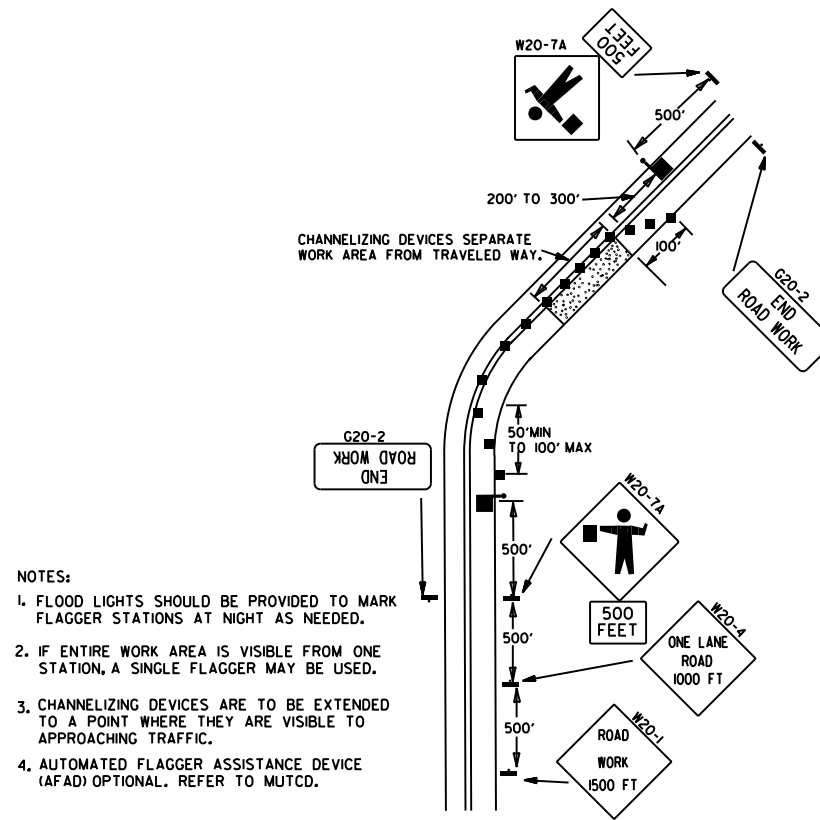 W20-7A
500
FEET
500'
200' TO 300'
CHANNELIZING DEVICES SEPARATE
WORK AREA FROM TRAVELED WAY.
100'
G20-2
END
ROAD WORK
G20-2
END
ROAD WORK
50'MIN
TO 100' MAX
W20-7A
500'
500
FEET
500'
W20-4
ONE LANE
ROAD
1000 FT
500'
W20-1
ROAD
WORK
1500 FT
NOTES:
1. FLOOD LIGHTS SHOULD BE PROVIDED TO MARK
FLAGGER STATIONS AT NIGHT AS NEEDED.
2. IF ENTIRE WORK AREA IS VISIBLE FROM ONE
STATION, A SINGLE FLAGGER MAY BE USED.
3. CHANNELIZING DEVICES ARE TO BE EXTENDED
TO A POINT WHERE THEY ARE VISIBLE TO
APPROACHING TRAFFIC.
4. AUTOMATED FLAGGER ASSISTANCE DEVICE
(AFAD) OPTIONAL. REFER TO MUTCD.